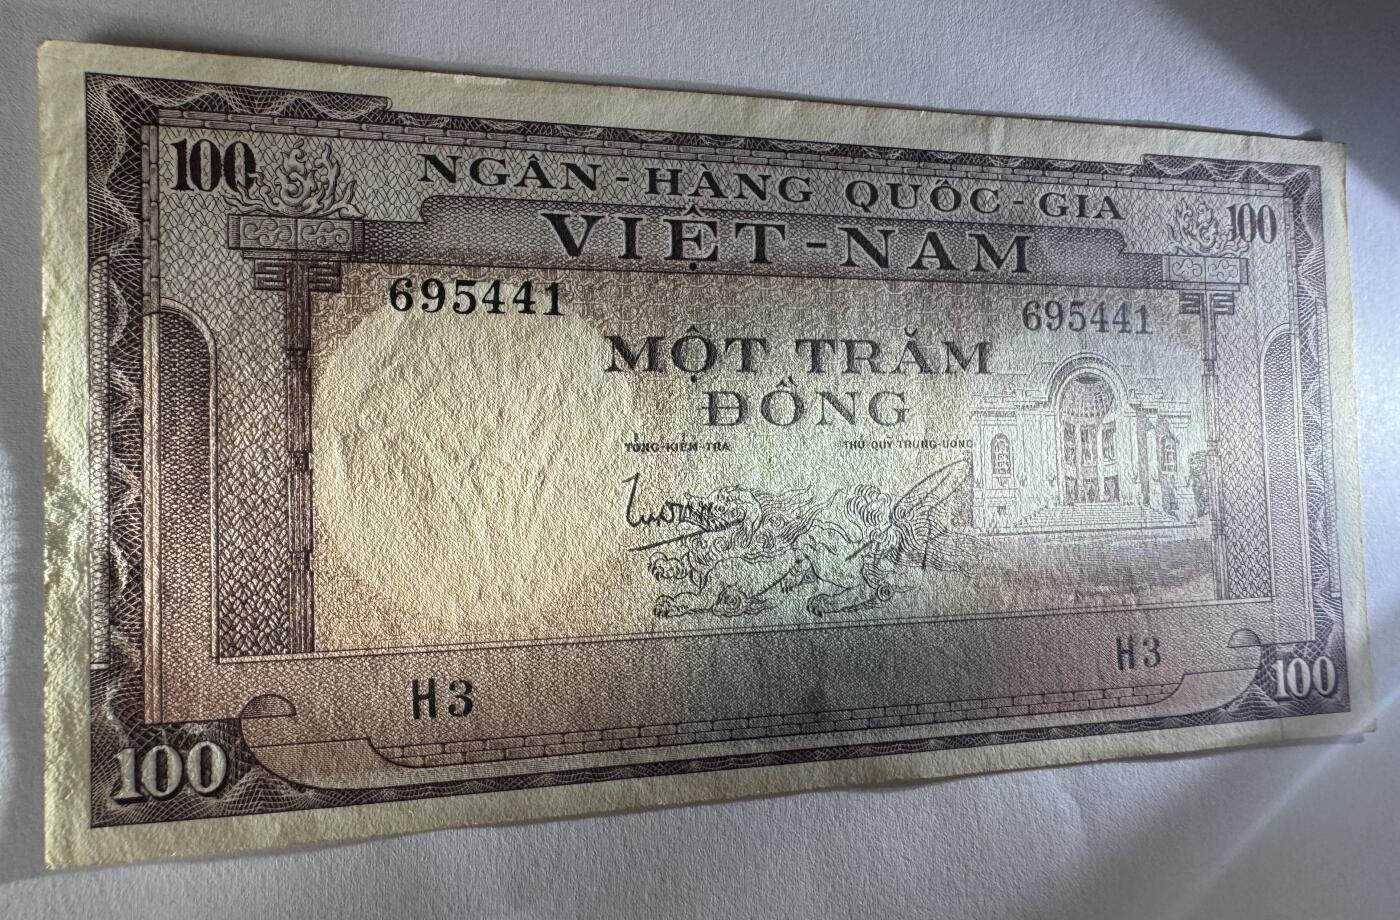 100 NGÂN-HÀNG QUỐC-GIA 100
VIỆT-NAM
695441 695441
MỘT TRĂM
ĐỒNG
TỔNG-KIỂM-TRA THỦ-QUỸ TRUNG-ƯƠNG
H3 H3
100 100